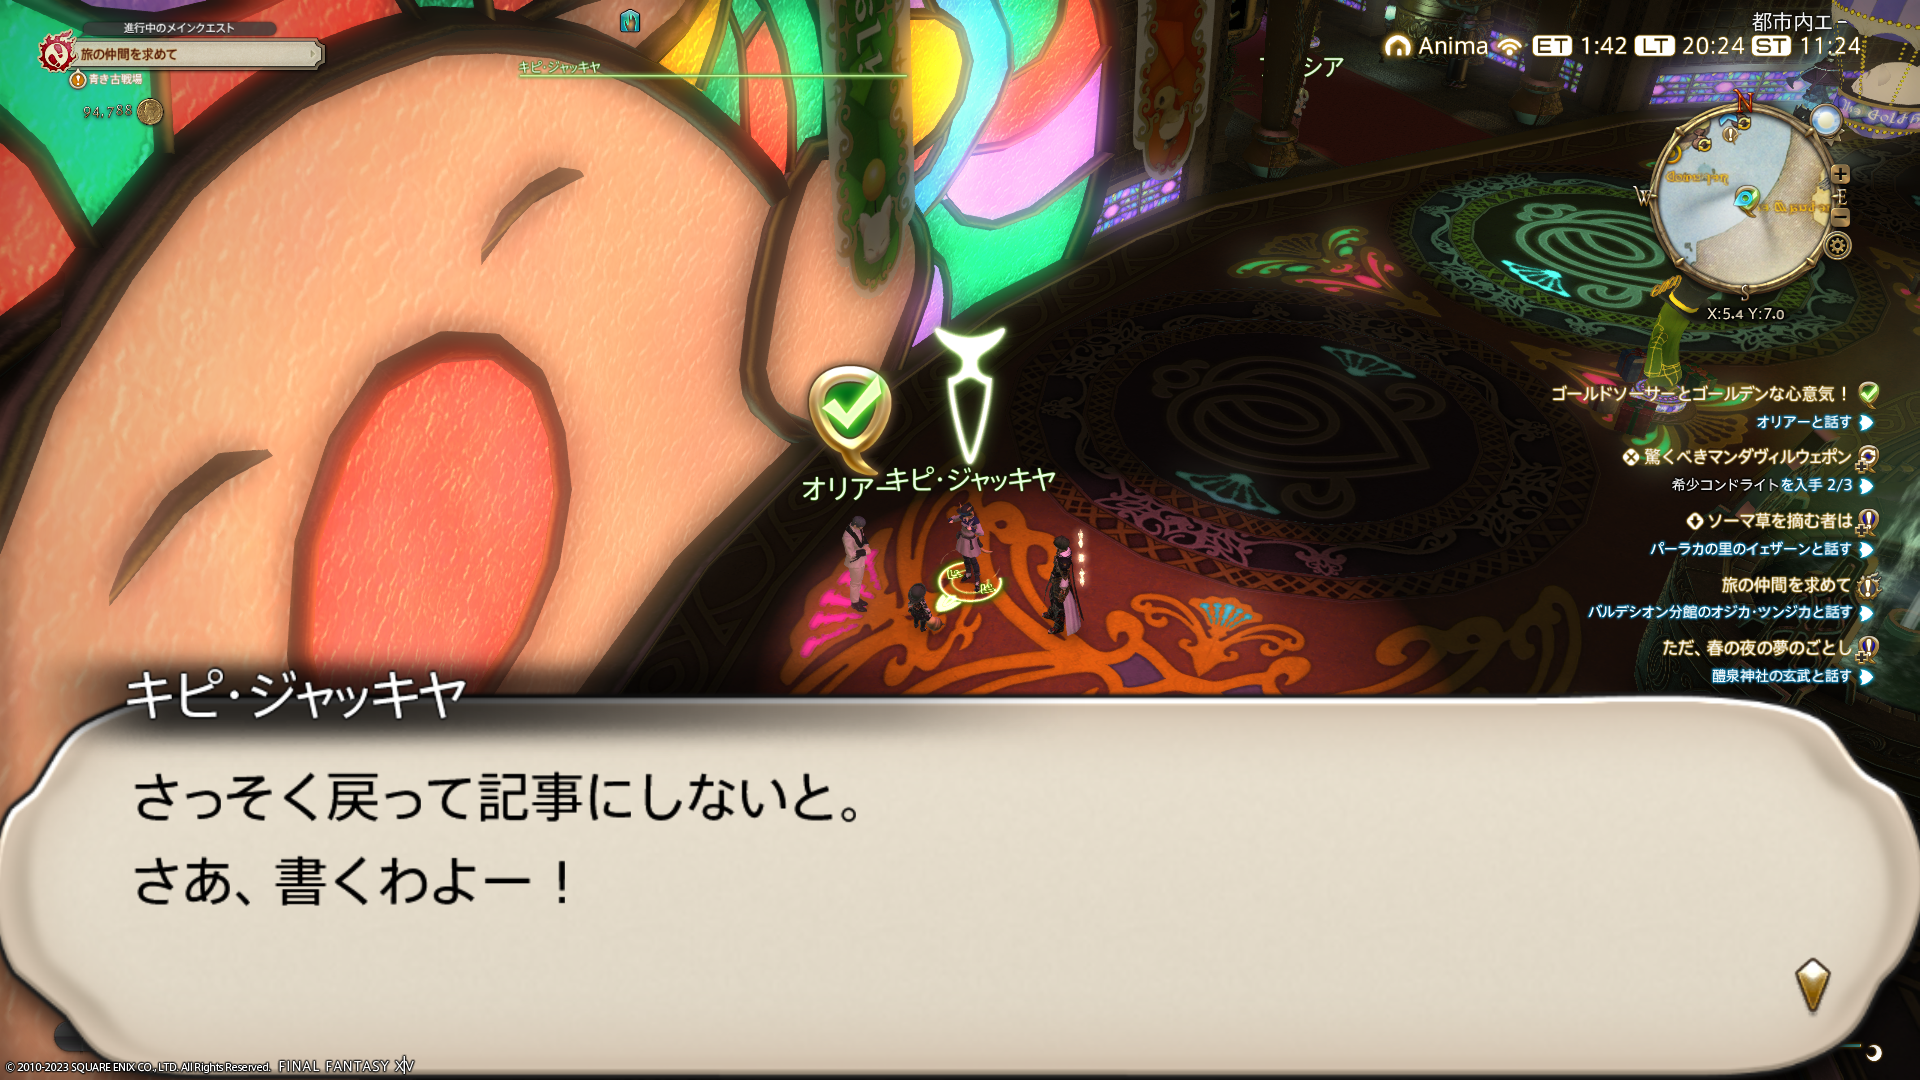 進行中のメインクエスト
旅の仲間を求めて
青き古戦場
94,788
キピ・ジャッキヤ
都市内エ
Anima ET 1:42 LT 20:24 ST 11:24
シア
N
W
E
S
X:5.4 Y:7.0
ゴールドソーサーとゴールデンな心意気！
オリアーと話す
驚くべきマンダヴィルウェポン
希少コンドライトを入手 2/3
ソーマ草を摘む者は
パーラカの里のイェザーンと話す
旅の仲間を求めて
バルデシオン分館のオジカ・ツンジカと話す
ただ、春の夜の夢のごとし
醴泉神社の玄武と話す
オリアー
キピ・ジャッキヤ
キピ・ジャッキヤ
さっそく戻って記事にしないと。
さあ、書くわよー！
© 2010-2023 SQUARE ENIX CO., LTD. All Rights Reserved. FINAL FANTASY XIV